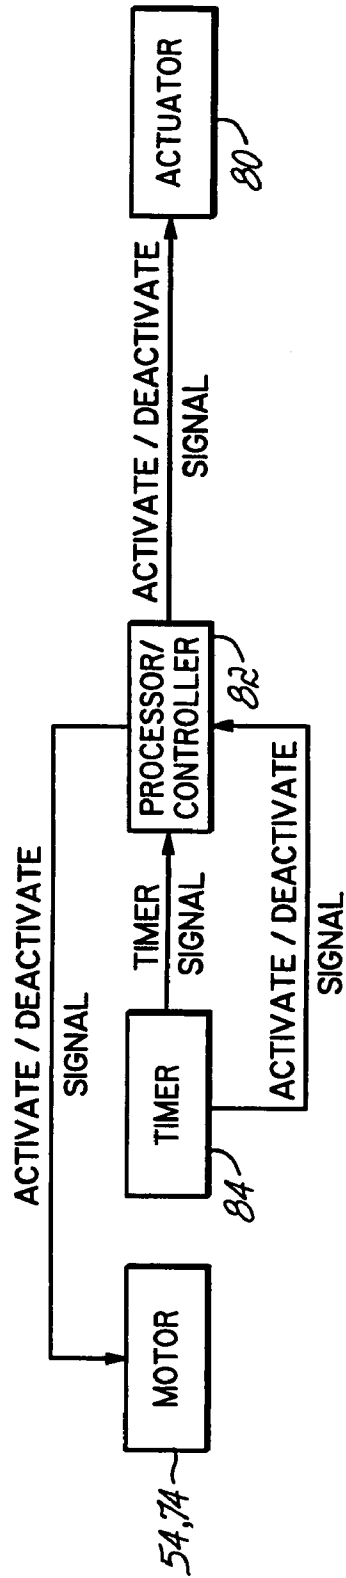 ACTIVATE / DEACTIVATE
SIGNAL
MOTOR
54,74
TIMER
84
TIMER
SIGNAL
PROCESSOR/
CONTROLLER
82
ACTIVATE / DEACTIVATE
SIGNAL
ACTIVATE / DEACTIVATE
SIGNAL
ACTUATOR
80